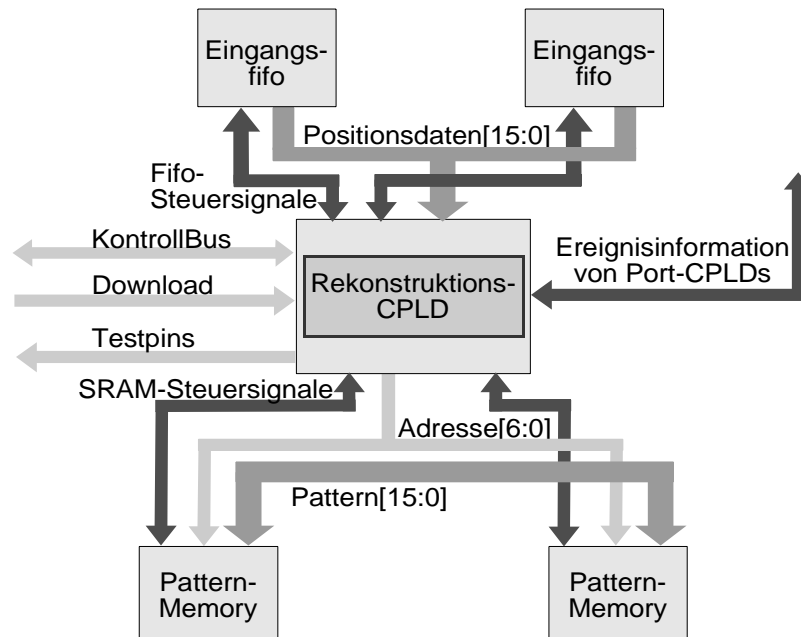 Eingangs-
fifo
Eingangs-
fifo
Positionsdaten[15:0]
Fifo-
Steuersignale
KontrollBus
Download
Testpins
Rekonstruktions-
CPLD
Ereignisinformation
von Port-CPLDs
SRAM-Steuersignale
Adresse[6:0]
Pattern[15:0]
Pattern-
Memory
Pattern-
Memory